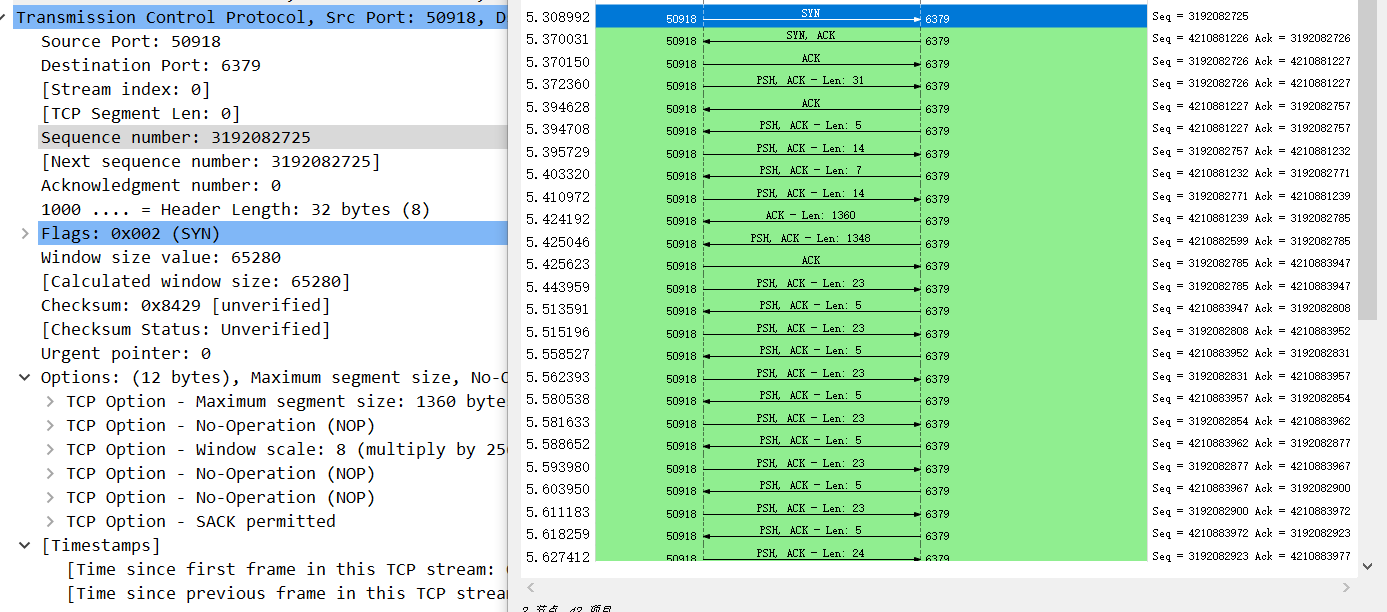 Transmission Control Protocol, Src Port: 50918, D
Source Port: 50918
Destination Port: 6379
[Stream index: 0]
[TCP Segment Len: 0]
Sequence number: 3192082725
[Next sequence number: 3192082725]
Acknowledgment number: 0
1000 .... = Header Length: 32 bytes (8)
Flags: 0x002 (SYN)
Window size value: 65280
[Calculated window size: 65280]
Checksum: 0x8429 [unverified]
[Checksum Status: Unverified]
Urgent pointer: 0
Options: (12 bytes), Maximum segment size, No-O
TCP Option - Maximum segment size: 1360 byte
TCP Option - No-Operation (NOP)
TCP Option - Window scale: 8 (multiply by 25
TCP Option - No-Operation (NOP)
TCP Option - No-Operation (NOP)
TCP Option - SACK permitted
[Timestamps]
[Time since first frame in this TCP stream:
[Time since previous frame in this TCP strea
5.308992 50918 SYN 6379 Seq = 3192082725
5.370031 50918 SYN, ACK 6379 Seq = 4210881226 Ack = 3192082726
5.370150 50918 ACK 6379 Seq = 3192082726 Ack = 4210881227
5.372360 50918 PSH, ACK - Len: 31 6379 Seq = 3192082726 Ack = 4210881227
5.394628 50918 ACK 6379 Seq = 4210881227 Ack = 3192082757
5.394708 50918 PSH, ACK - Len: 5 6379 Seq = 4210881227 Ack = 3192082757
5.395729 50918 PSH, ACK - Len: 14 6379 Seq = 3192082757 Ack = 4210881232
5.403320 50918 PSH, ACK - Len: 7 6379 Seq = 4210881232 Ack = 3192082771
5.410972 50918 PSH, ACK - Len: 14 6379 Seq = 3192082771 Ack = 4210881239
5.424192 50918 ACK - Len: 1360 6379 Seq = 4210881239 Ack = 3192082785
5.425046 50918 PSH, ACK - Len: 1348 6379 Seq = 4210882599 Ack = 3192082785
5.425623 50918 ACK 6379 Seq = 3192082785 Ack = 4210883947
5.443959 50918 PSH, ACK - Len: 23 6379 Seq = 3192082785 Ack = 4210883947
5.513591 50918 PSH, ACK - Len: 5 6379 Seq = 4210883947 Ack = 3192082808
5.515196 50918 PSH, ACK - Len: 23 6379 Seq = 3192082808 Ack = 4210883952
5.558527 50918 PSH, ACK - Len: 5 6379 Seq = 4210883952 Ack = 3192082831
5.562393 50918 PSH, ACK - Len: 23 6379 Seq = 3192082831 Ack = 4210883957
5.580538 50918 PSH, ACK - Len: 5 6379 Seq = 4210883957 Ack = 3192082854
5.581633 50918 PSH, ACK - Len: 23 6379 Seq = 3192082854 Ack = 4210883962
5.588652 50918 PSH, ACK - Len: 5 6379 Seq = 4210883962 Ack = 3192082877
5.593980 50918 PSH, ACK - Len: 23 6379 Seq = 3192082877 Ack = 4210883967
5.603950 50918 PSH, ACK - Len: 5 6379 Seq = 4210883967 Ack = 3192082900
5.611183 50918 PSH, ACK - Len: 23 6379 Seq = 3192082900 Ack = 4210883972
5.618259 50918 PSH, ACK - Len: 5 6379 Seq = 4210883972 Ack = 3192082923
5.627412 50918 PSH, ACK - Len: 24 6379 Seq = 3192082923 Ack = 4210883977